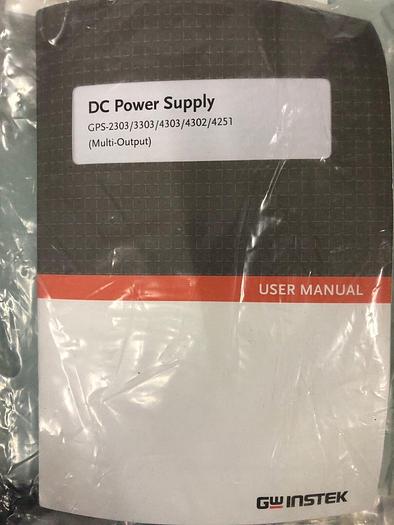 DC Power Supply
GPS-2303/3303/4303/4302/4251
(Multi-Output)
USER MANUAL
GW INSTEK